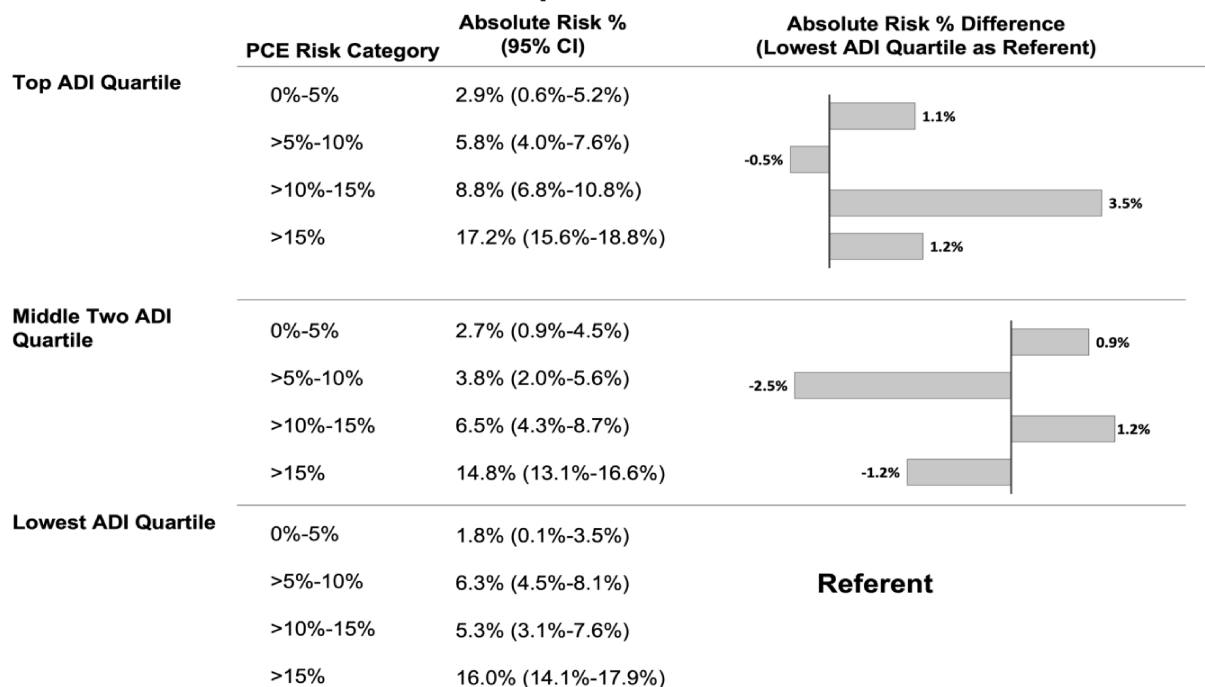 Absolute Risk %
(95% CI)
Absolute Risk % Difference
(Lowest ADI Quartile as Referent)
PCE Risk Category
Top ADI Quartile
0%-5% 2.9% (0.6%-5.2%) 1.1%
>5%-10% 5.8% (4.0%-7.6%) -0.5%
>10%-15% 8.8% (6.8%-10.8%) 3.5%
>15% 17.2% (15.6%-18.8%) 1.2%
Middle Two ADI
Quartile
0%-5% 2.7% (0.9%-4.5%) 0.9%
>5%-10% 3.8% (2.0%-5.6%) -2.5%
>10%-15% 6.5% (4.3%-8.7%) 1.2%
>15% 14.8% (13.1%-16.6%) -1.2%
Lowest ADI Quartile
0%-5% 1.8% (0.1%-3.5%)
>5%-10% 6.3% (4.5%-8.1%)
Referent
>10%-15% 5.3% (3.1%-7.6%)
>15% 16.0% (14.1%-17.9%)